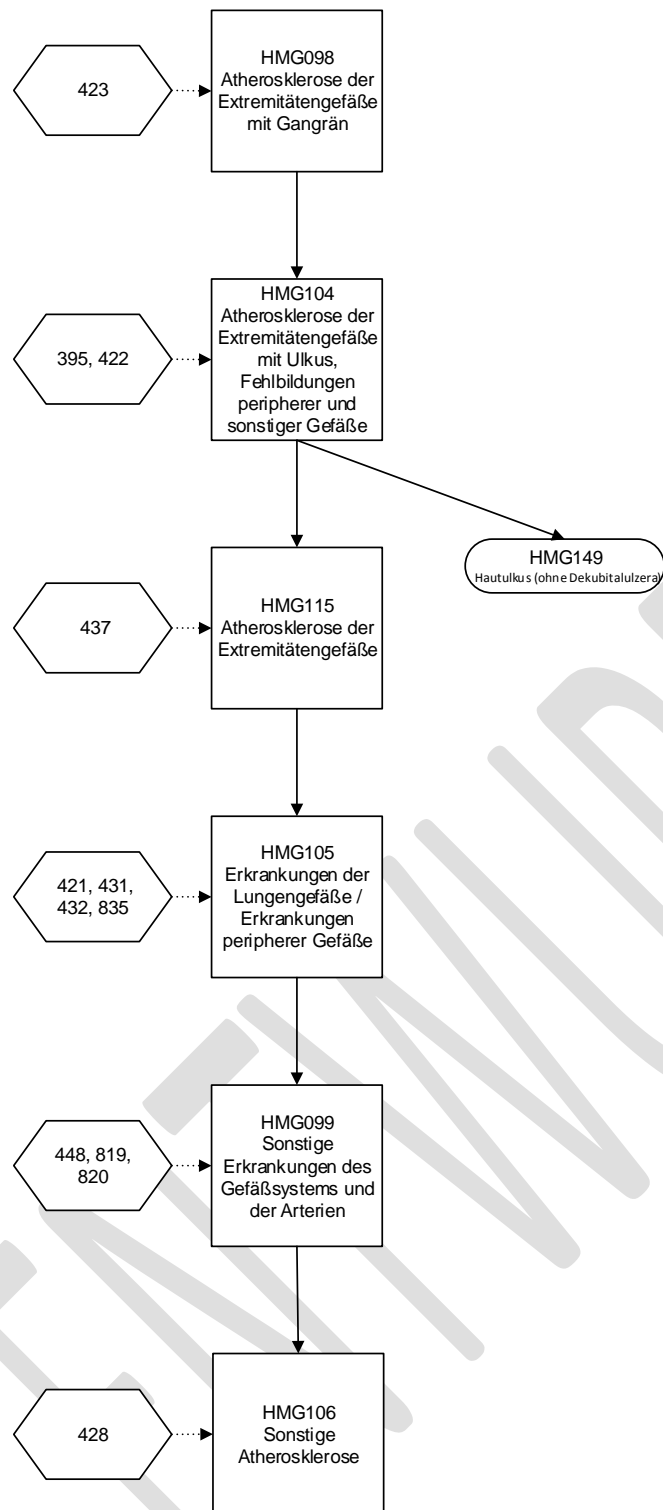 423
HMG098
Atherosklerose der
Extremitätengefäße
mit Gangrän
395, 422
HMG104
Atherosklerose der
Extremitätengefäße
mit Ulkus,
Fehlbildungen
peripherer und
sonstiger Gefäße
HMG149
Hautulkus (ohne Dekubitalulzera)
437
HMG115
Atherosklerose der
Extremitätengefäße
421, 431,
432, 835
HMG105
Erkrankungen der
Lungengefäße /
Erkrankungen
peripherer Gefäße
448, 819,
820
HMG099
Sonstige
Erkrankungen des
Gefäßsystems und
der Arterien
428
HMG106
Sonstige
Atherosklerose